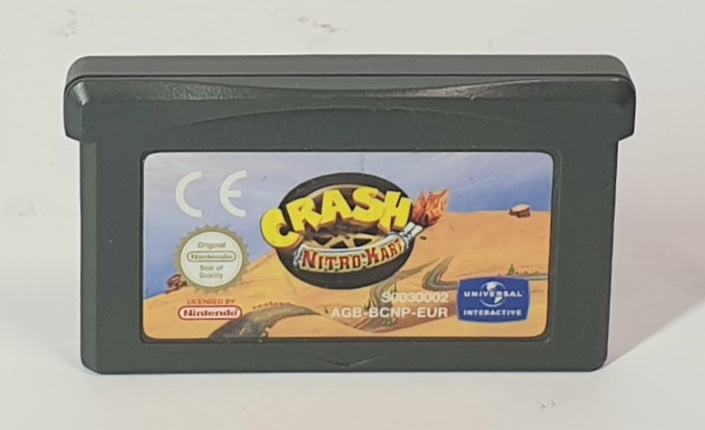 CE
CRASH
NITRO-KART
Original
Nintendo
Seal of
Quality
LICENSED BY
Nintendo
S0030002
AGB-BCNP-EUR
UNIVERSAL
INTERACTIVE